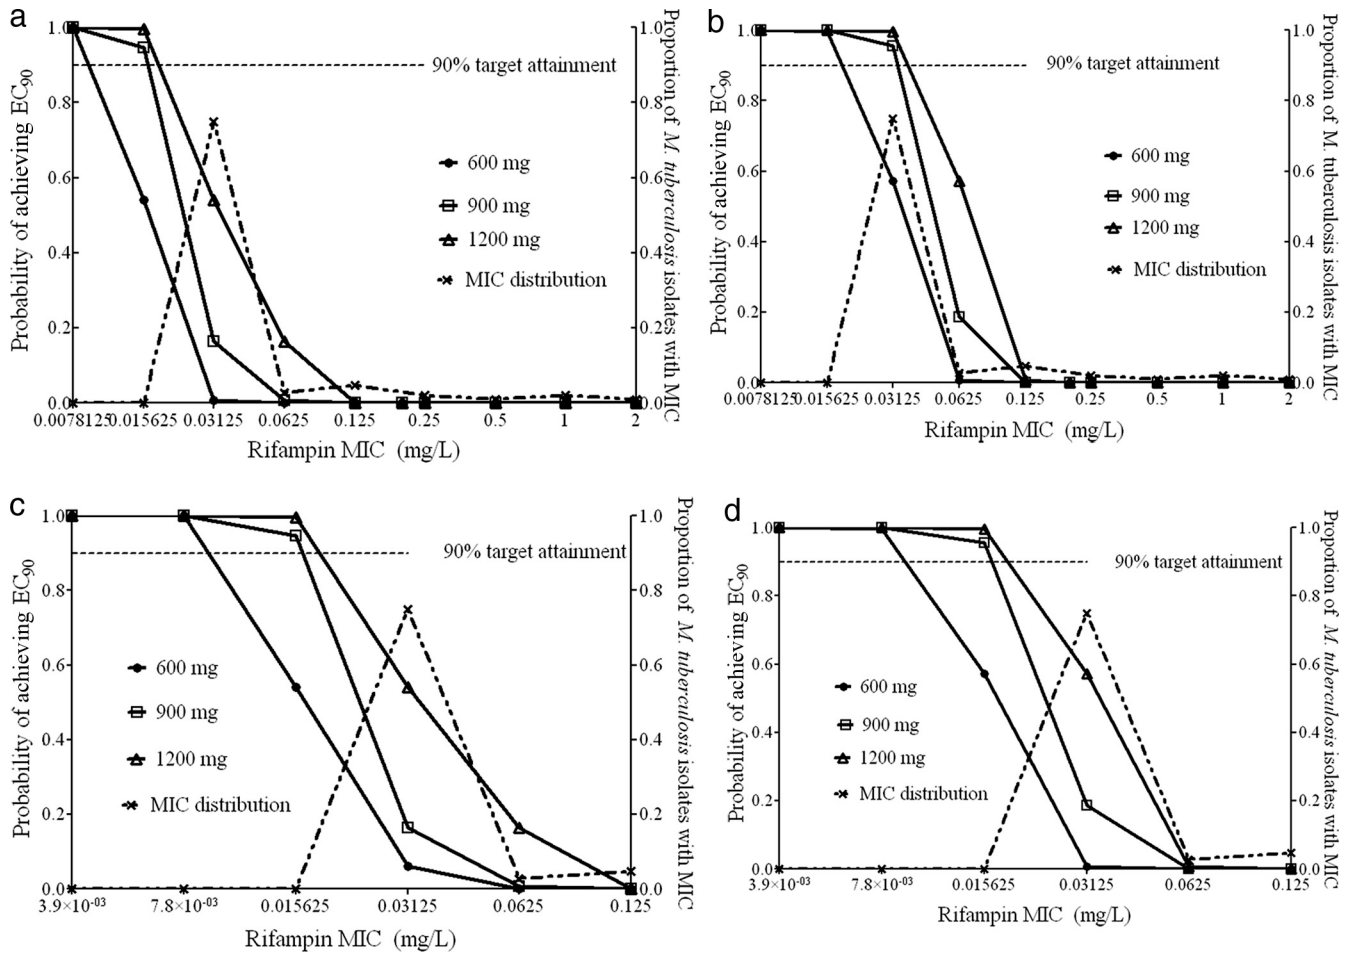 a
Probability of achieving EC90
1.0
0.8
0.6
0.4
0.2
0.0
90% target attainment
600 mg
900 mg
1200 mg
MIC distribution
1.0
0.8
0.6
0.4
0.2
0.0
Proportion of M. tuberculosis isolates with MIC
0.0078125 0.015625 0.03125 0.0625 0.125 0.25 0.5 1 2
Rifampin MIC (mg/L)
b
Probability of achieving EC90
1.0
0.8
0.6
0.4
0.2
0.0
90% target attainment
600 mg
900 mg
1200 mg
MIC distribution
1.0
0.8
0.6
0.4
0.2
0.0
Proportion of M. tuberculosis isolates with MIC
0.0078125 0.015625 0.03125 0.0625 0.125 0.25 0.5 1 2
Rifampin MIC (mg/L)
c
Probability of achieving EC90
1.0
0.8
0.6
0.4
0.2
0.0
90% target attainment
600 mg
900 mg
1200 mg
MIC distribution
1.0
0.8
0.6
0.4
0.2
0.0
Proportion of M. tuberculosis isolates with MIC
3.9×10-03 7.8×10-03 0.015625 0.03125 0.0625 0.125
Rifampin MIC (mg/L)
d
Probability of achieving EC90
1.0
0.8
0.6
0.4
0.2
0.0
90% target attainment
600 mg
900 mg
1200 mg
MIC distribution
1.0
0.8
0.6
0.4
0.2
0.0
Proportion of M. tuberculosis isolates with MIC
3.9×10-03 7.8×10-03 0.015625 0.03125 0.0625 0.125
Rifampin MIC (mg/L)